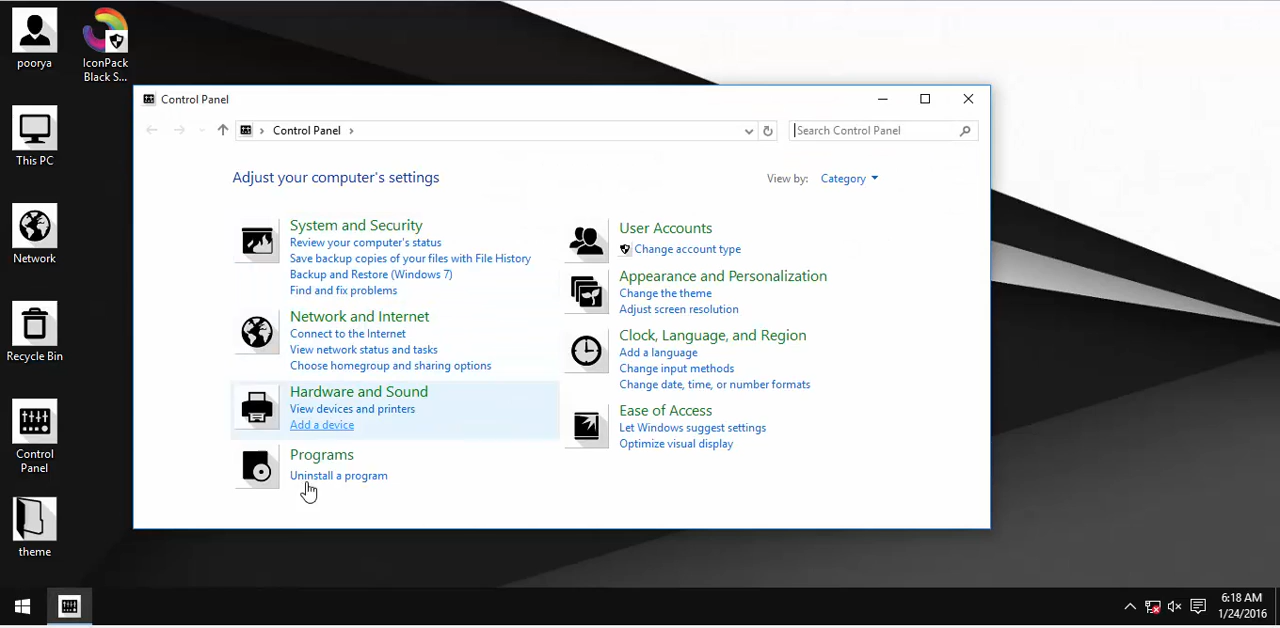 poorya
IconPack
Black S...
This PC
Network
Recycle Bin
Control
Panel
theme
Control Panel
Control Panel
Search Control Panel
Adjust your computer's settings
View by: Category
System and Security
Review your computer's status
Save backup copies of your files with File History
Backup and Restore (Windows 7)
Find and fix problems
Network and Internet
Connect to the Internet
View network status and tasks
Choose homegroup and sharing options
Hardware and Sound
View devices and printers
Add a device
Programs
Uninstall a program
User Accounts
Change account type
Appearance and Personalization
Change the theme
Adjust screen resolution
Clock, Language, and Region
Add a language
Change input methods
Change date, time, or number formats
Ease of Access
Let Windows suggest settings
Optimize visual display
6:18 AM
1/24/2016